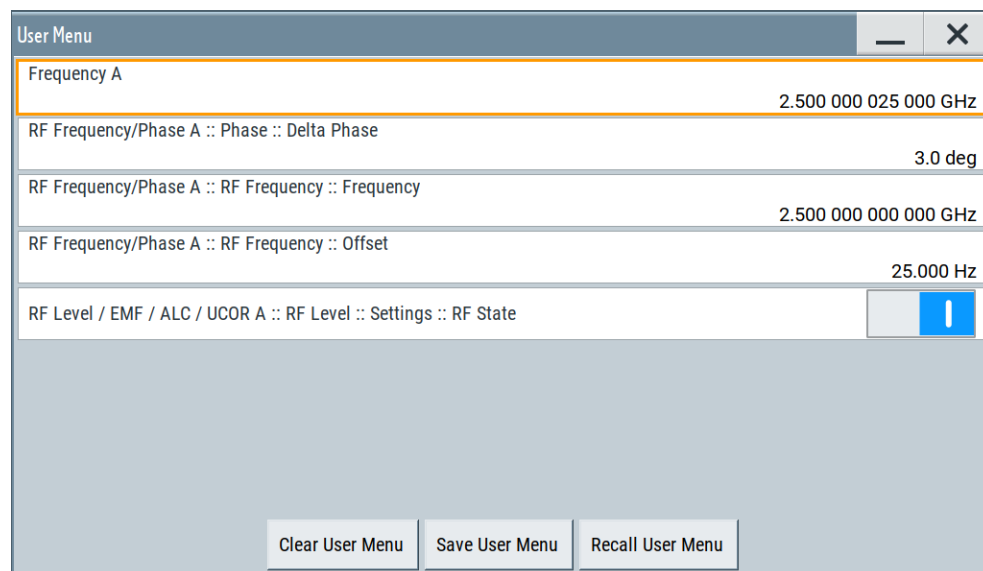 User Menu
Frequency A
2.500 000 025 000 GHz
RF Frequency/Phase A :: Phase :: Delta Phase
3.0 deg
RF Frequency/Phase A :: RF Frequency :: Frequency
2.500 000 000 000 GHz
RF Frequency/Phase A :: RF Frequency :: Offset
25.000 Hz
RF Level / EMF / ALC / UCOR A :: RF Level :: Settings :: RF State
Clear User Menu Save User Menu Recall User Menu